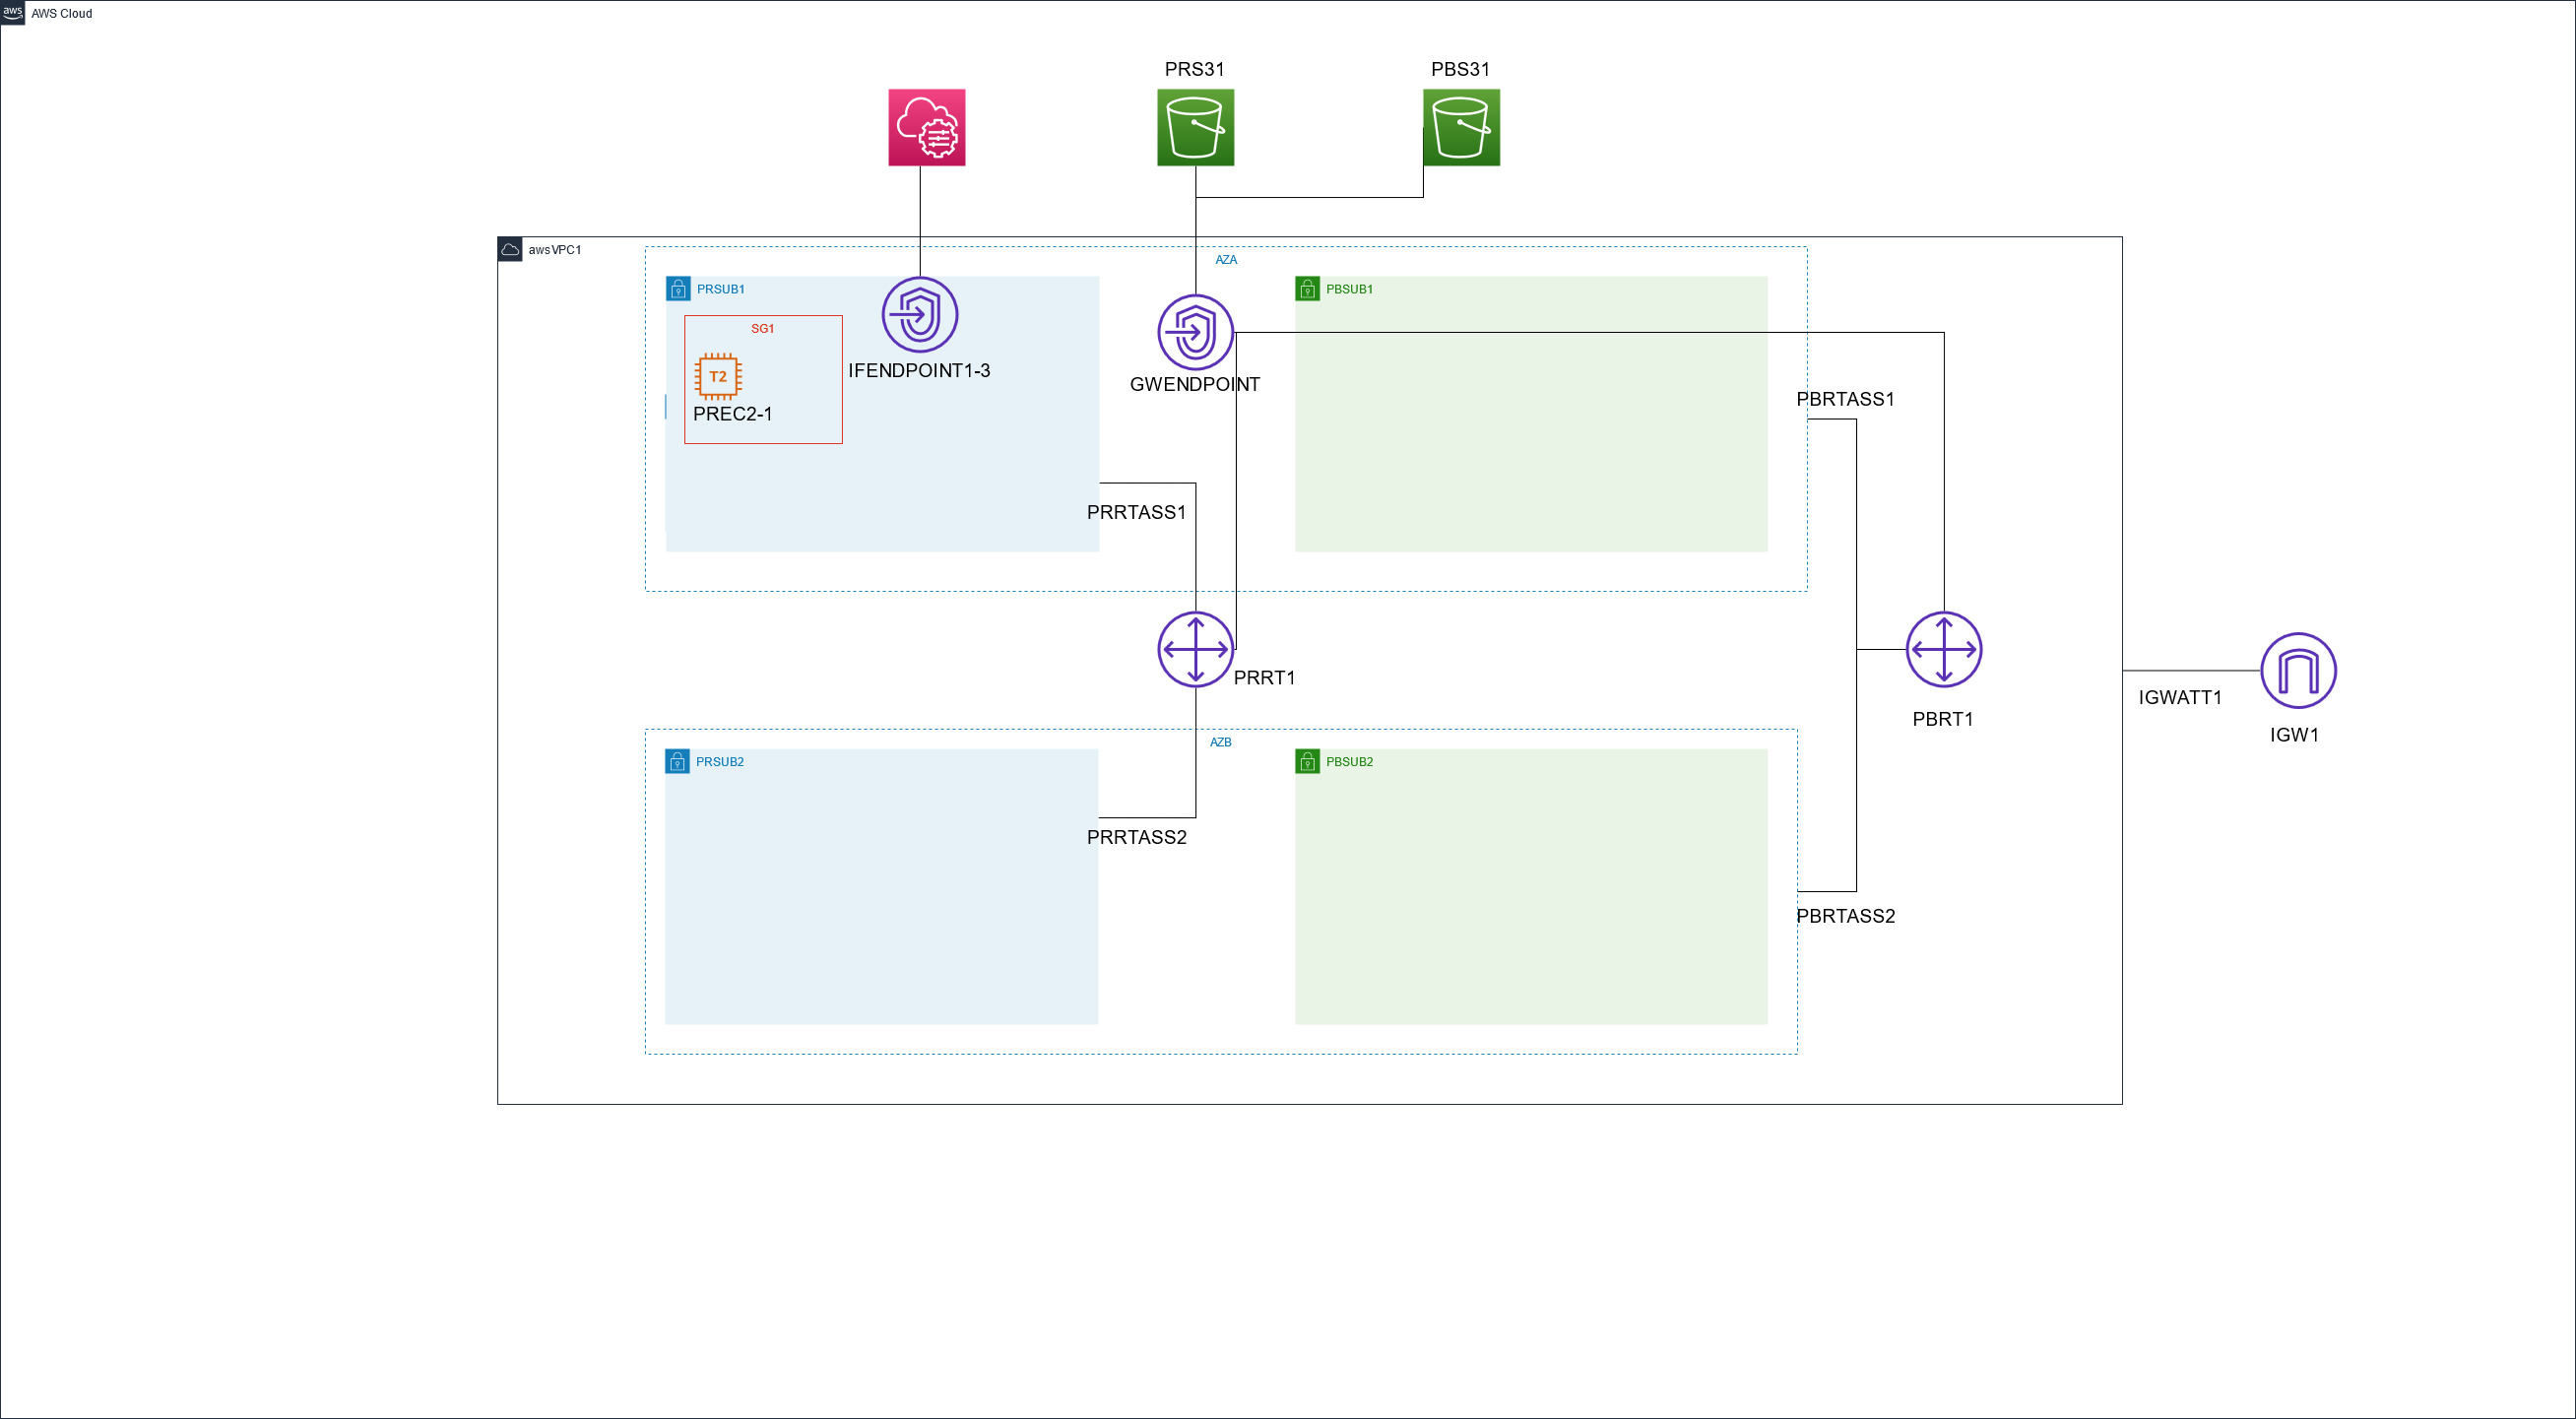 aws
AWS Cloud
PRS31
PBS31
awsVPC1
AZA
PRSUB1
PBSUB1
SG1
T2
IFENDPOINT1-3
GWENDPOINT
PREC2-1
PBRTASS1
PRRTASS1
PRRT1
IGWATT1
PBRT1
IGW1
AZB
PRSUB2
PBSUB2
PRRTASS2
PBRTASS2